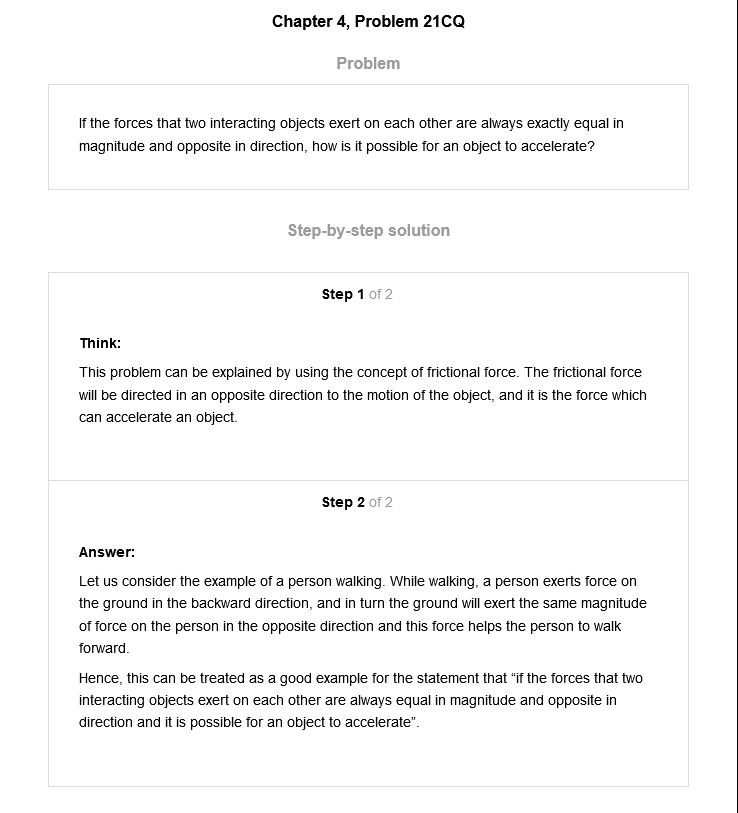 Chapter 4, Problem 21CQ
Problem
If the forces that two interacting objects exert on each other are always exactly equal in
magnitude and opposite in direction, how is it possible for an object to accelerate?
Step-by-step solution
Step 1 of 2
Think:
This problem can be explained by using the concept of frictional force. The frictional force
will be directed in an opposite direction to the motion of the object, and it is the force which
can accelerate an object.
Step 2 of 2
Answer:
Let us consider the example of a person walking. While walking, a person exerts force on
the ground in the backward direction, and in turn the ground will exert the same magnitude
of force on the person in the opposite direction and this force helps the person to walk
forward.
Hence, this can be treated as a good example for the statement that “if the forces that two
interacting objects exert on each other are always equal in magnitude and opposite in
direction and it is possible for an object to accelerate”.